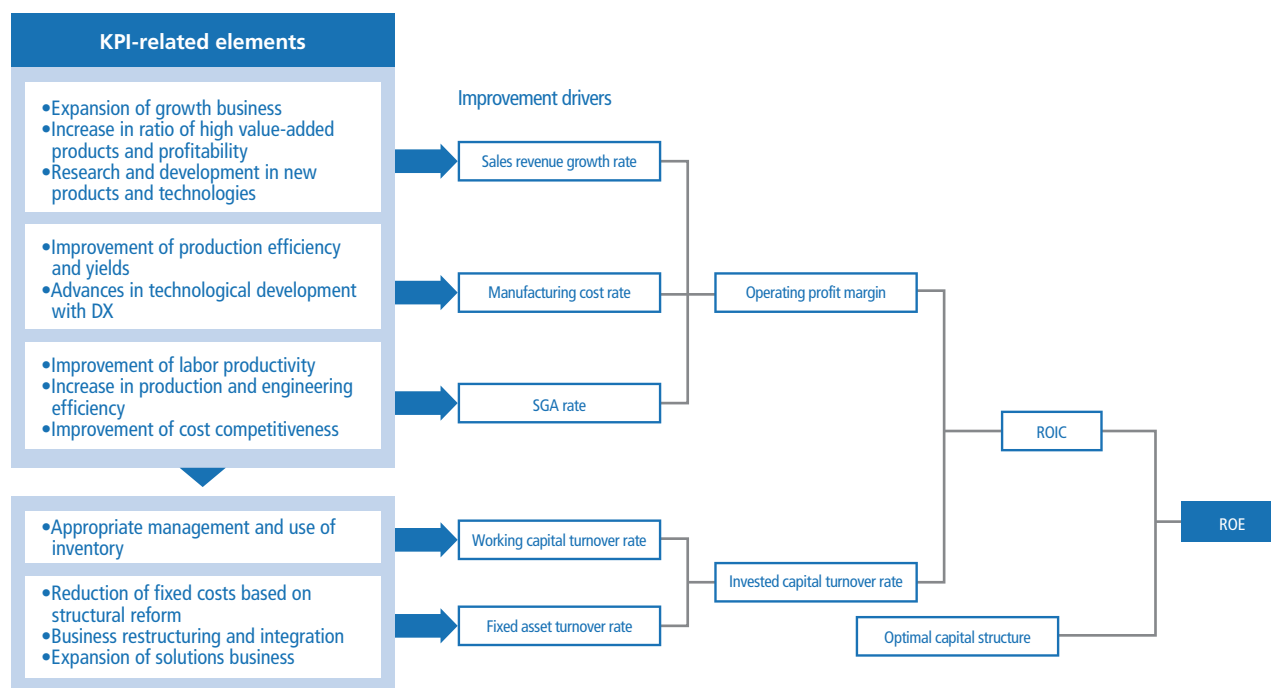 KPI-related elements
•Expansion of growth business
•Increase in ratio of high value-added
products and profitability
•Research and development in new
products and technologies
•Improvement of production efficiency
and yields
•Advances in technological development
with DX
•Improvement of labor productivity
•Increase in production and engineering
efficiency
•Improvement of cost competitiveness
•Appropriate management and use of
inventory
•Reduction of fixed costs based on
structural reform
•Business restructuring and integration
•Expansion of solutions business
Improvement drivers
Sales revenue growth rate
Manufacturing cost rate
SGA rate
Working capital turnover rate
Fixed asset turnover rate
Operating profit margin
Invested capital turnover rate
ROIC
Optimal capital structure
ROE